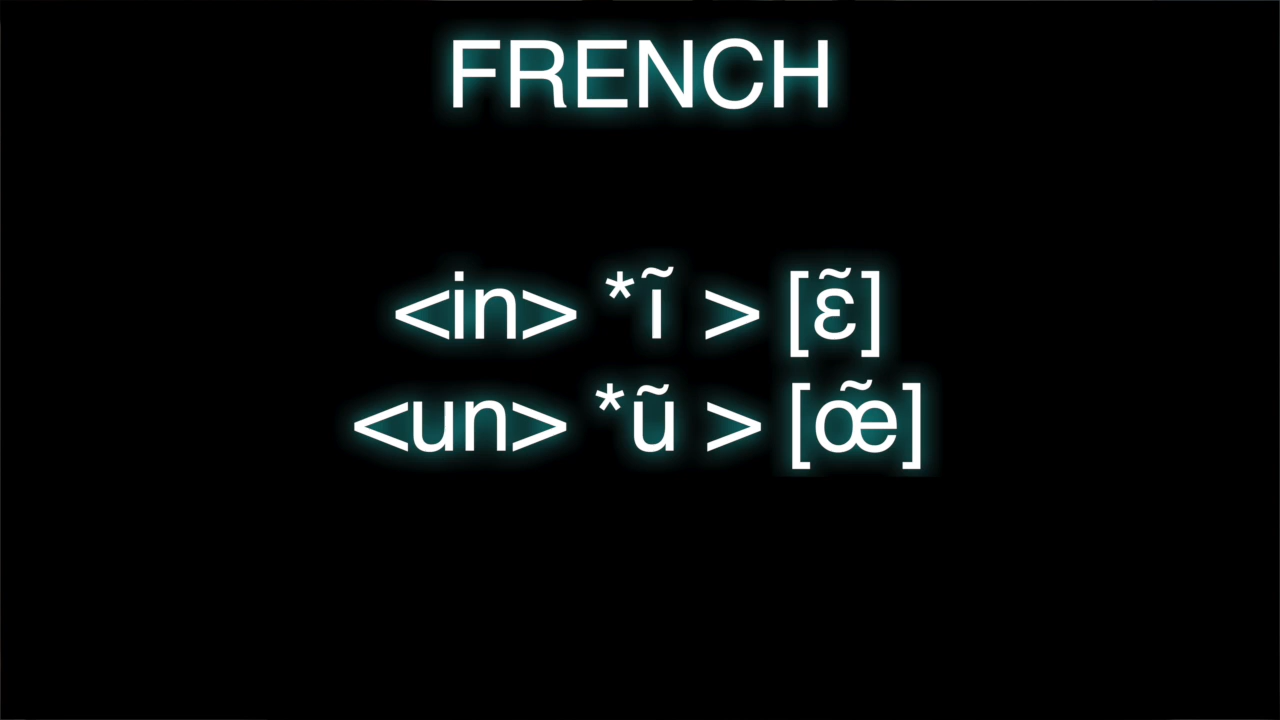 FRENCH
<in> *ĩ > [ɛ̃]
<un> *ũ > [œ̃]